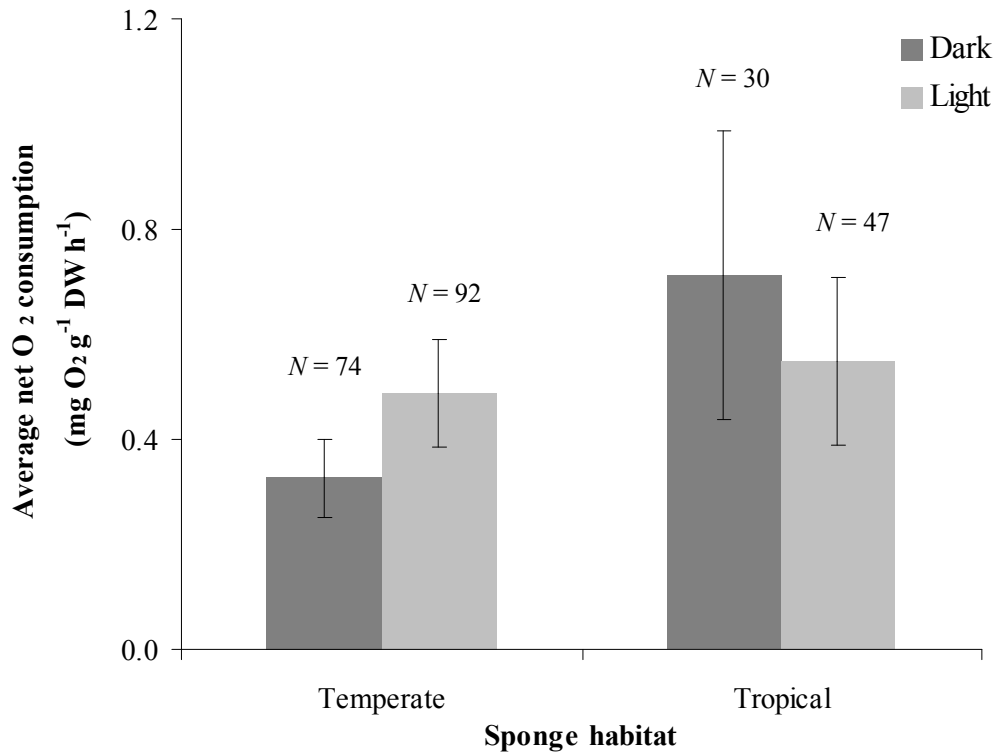 1.2
Dark
Light
N = 30
0.8
N = 47
N = 92
N = 74
0.4
0.0
Average net O₂ consumption
(mg O₂ g⁻¹ DW h⁻¹)
Temperate
Tropical
Sponge habitat